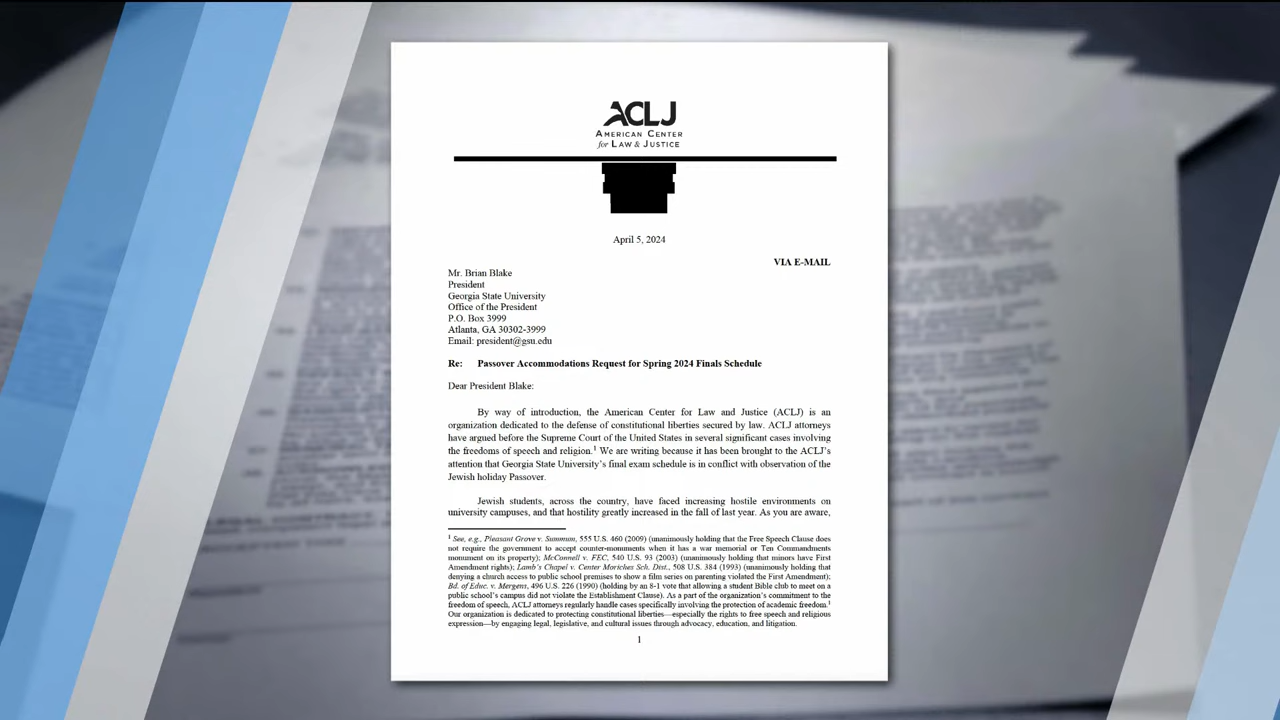 ACLJ
AMERICAN CENTER
for LAW & JUSTICE
April 5, 2024
VIA E-MAIL
Mr. Brian Blake
President
Georgia State University
Office of the President
P.O. Box 3999
Atlanta, GA 30302-3999
Email: president@gsu.edu
Re: Passover Accommodations Request for Spring 2024 Finals Schedule
Dear President Blake:
By way of introduction, the American Center for Law and Justice (ACLJ) is an
organization dedicated to the defense of constitutional liberties secured by law. ACLJ attorneys
have argued before the Supreme Court of the United States in several significant cases involving
the freedoms of speech and religion.¹ We are writing because it has been brought to the ACLJ's
attention that Georgia State University's final exam schedule is in conflict with observation of the
Jewish holiday Passover.
Jewish students, across the country, have faced increasing hostile environments on
university campuses, and that hostility greatly increased in the fall of last year. As you are aware,
¹ See, e.g., Pleasant Grove v. Summum, 555 U.S. 460 (2009) (unanimously holding that the Free Speech Clause does
not require the government to accept counter-monuments when it has a war memorial or Ten Commandments
monument on its property); McConnell v. FEC, 540 U.S. 93 (2003) (unanimously holding that minors have First
Amendment rights); Lamb's Chapel v. Center Moriches Sch. Dist., 508 U.S. 384 (1993) (unanimously holding that
denying a church access to public school premises to show a film series on parenting violated the First Amendment);
Bd. of Educ. v. Mergens, 496 U.S. 226 (1990) (holding by an 8-1 vote that allowing a student Bible club to meet on a
public school's campus did not violate the Establishment Clause). As a part of the organization's commitment to the
freedom of speech, ACLJ attorneys regularly handle cases specifically involving the protection of academic freedom.¹
Our organization is dedicated to protecting constitutional liberties—especially the rights to free speech and religious
expression—by engaging legal, legislative, and cultural issues through advocacy, education, and litigation.
1